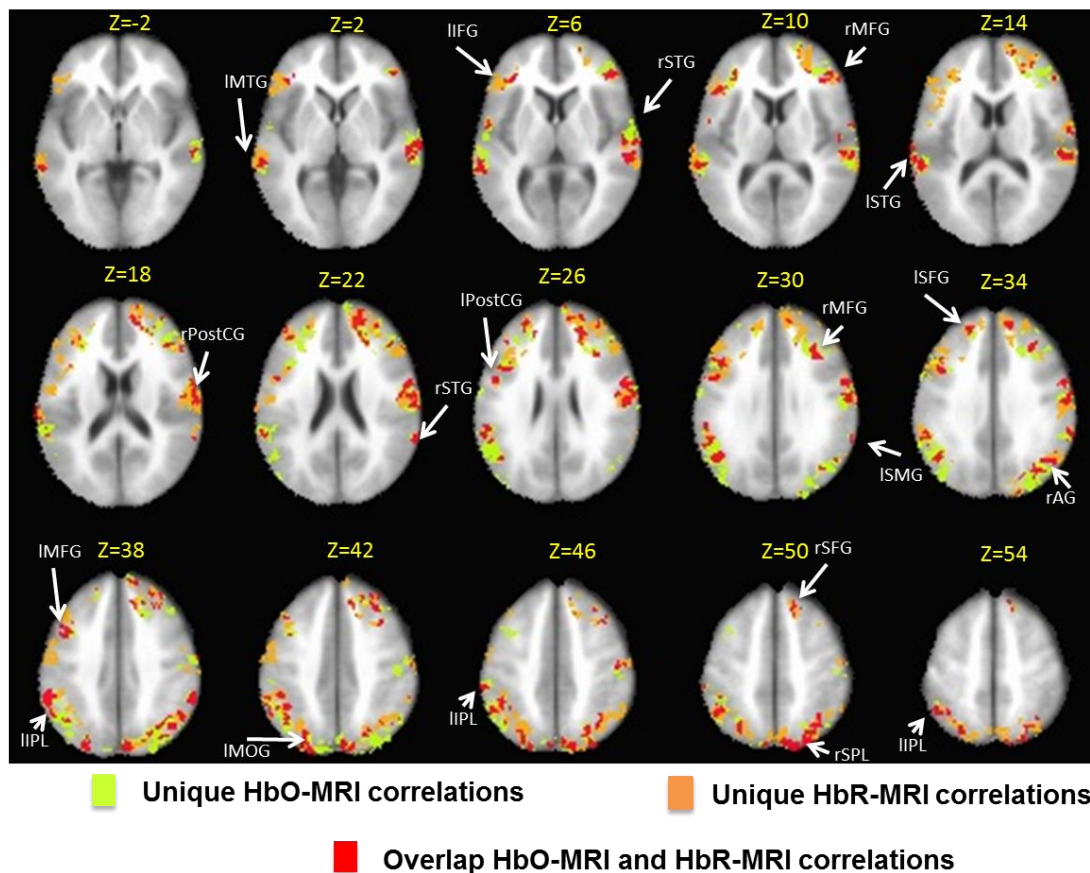 Z=-2 Z=2 Z=6 Z=10 Z=14
lIFG rMFG
lMTG rSTG
lSTG
Z=18 Z=22 Z=26 Z=30 Z=34
lPostCG lSFG
rPostCG rMFG
rSTG
lSMG
rAG
Z=38 Z=42 Z=46 Z=50 Z=54
lMFG rSFG
lIPL lIPL lIPL
lMOG rSPL
Unique HbO-MRI correlations
Unique HbR-MRI correlations
Overlap HbO-MRI and HbR-MRI correlations